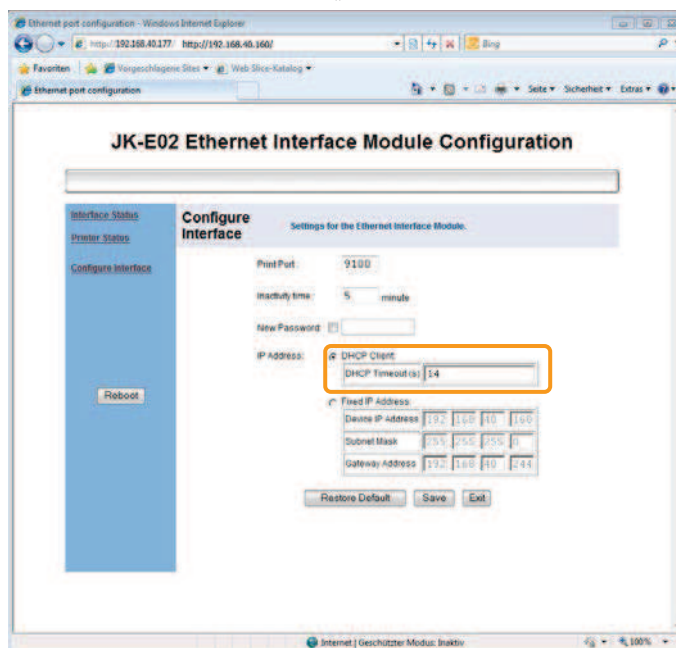 Ethernet port configuration - Windows Internet Explorer
http://192.168.40.177/ http://192.168.40.160/
Bing
Favoriten Vorgeschlagene Sites Web Slice-Katalog
Ethernet port configuration
Seite Sicherheit Extras
JK-E02 Ethernet Interface Module Configuration
Interface Status
Printer Status
Configure Interface
Reboot
Configure Interface
Settings for the Ethernet Interface Module.
Print Port: 9100
Inactivity time: 5 minute
New Password:
IP Address: DHCP Client
DHCP Timeout (s) 14
Fixed IP Address
Device IP Address 192 168 40 160
Subnet Mask 255 255 255 0
Gateway Address 192 168 40 244
Restore Default Save Exit
Internet | Geschützter Modus: Inaktiv 100%